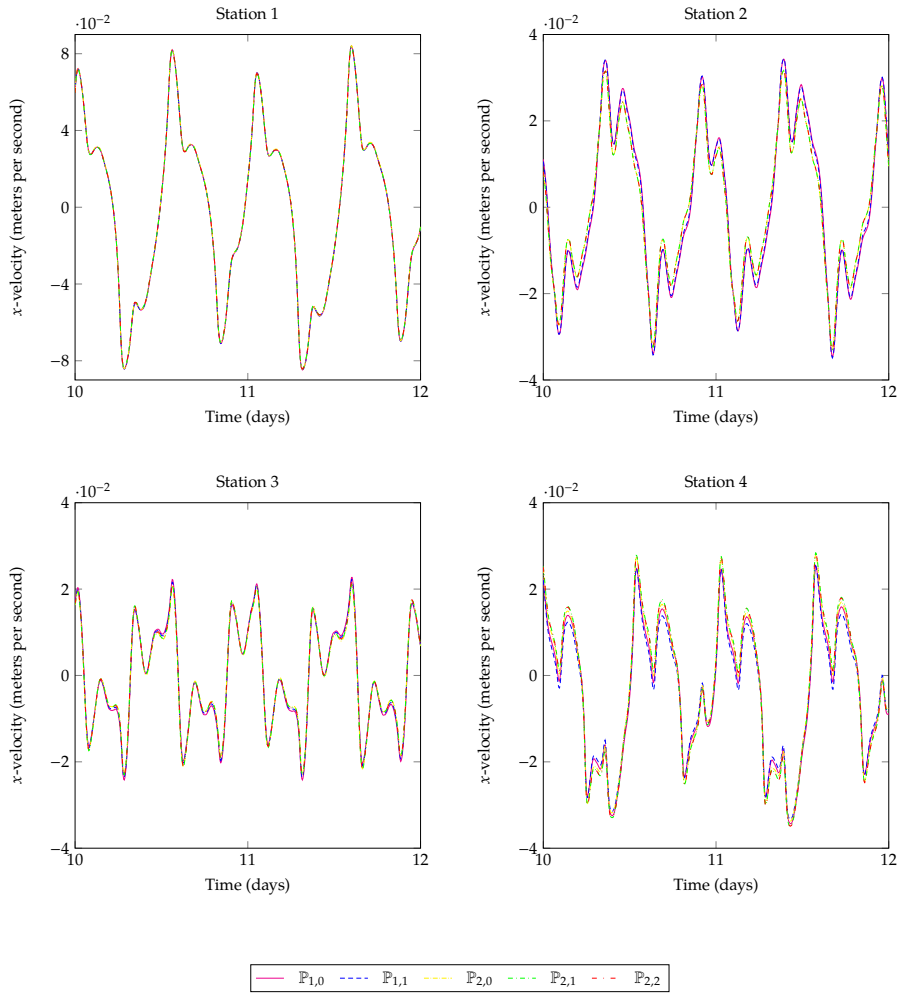 Station 1
Station 2
·10⁻²
·10⁻²
8
4
0
−4
−8
x-velocity (meters per second)
10
11
12
Time (days)
4
2
0
−2
−4
x-velocity (meters per second)
10
11
12
Time (days)
Station 3
Station 4
·10⁻²
·10⁻²
4
2
0
−2
−4
x-velocity (meters per second)
10
11
12
Time (days)
4
2
0
−2
−4
x-velocity (meters per second)
10
11
12
Time (days)
ℙ₁,₀ ℙ₁,₁ ℙ₂,₀ ℙ₂,₁ ℙ₂,₂